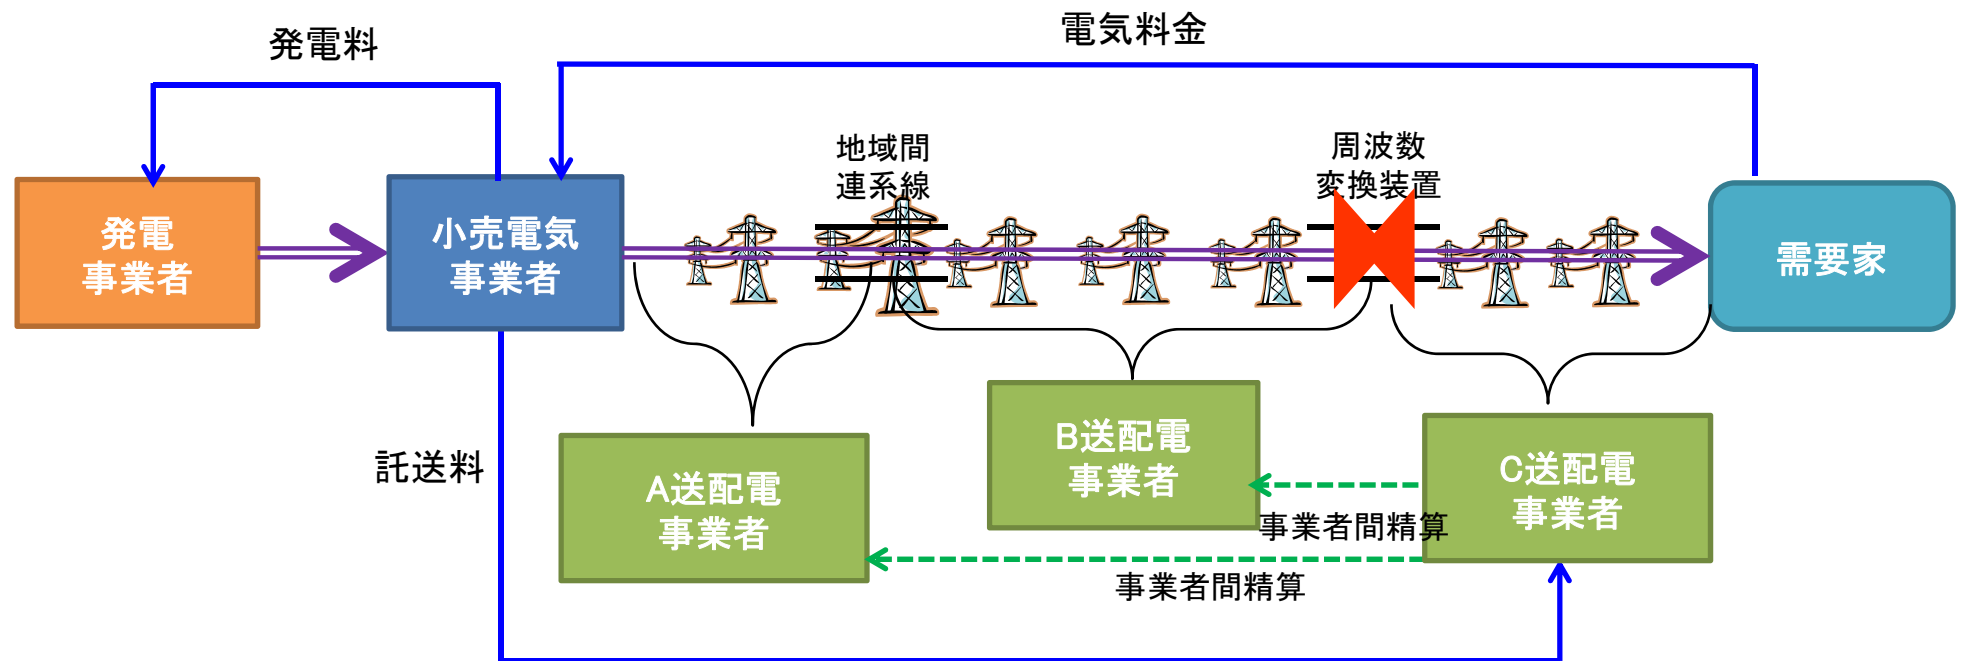 発電料
電気料金
地域間
連系線
周波数
変換装置
発電
事業者
小売電気
事業者
需要家
託送料
A送配電
事業者
B送配電
事業者
C送配電
事業者
事業者間精算
事業者間精算